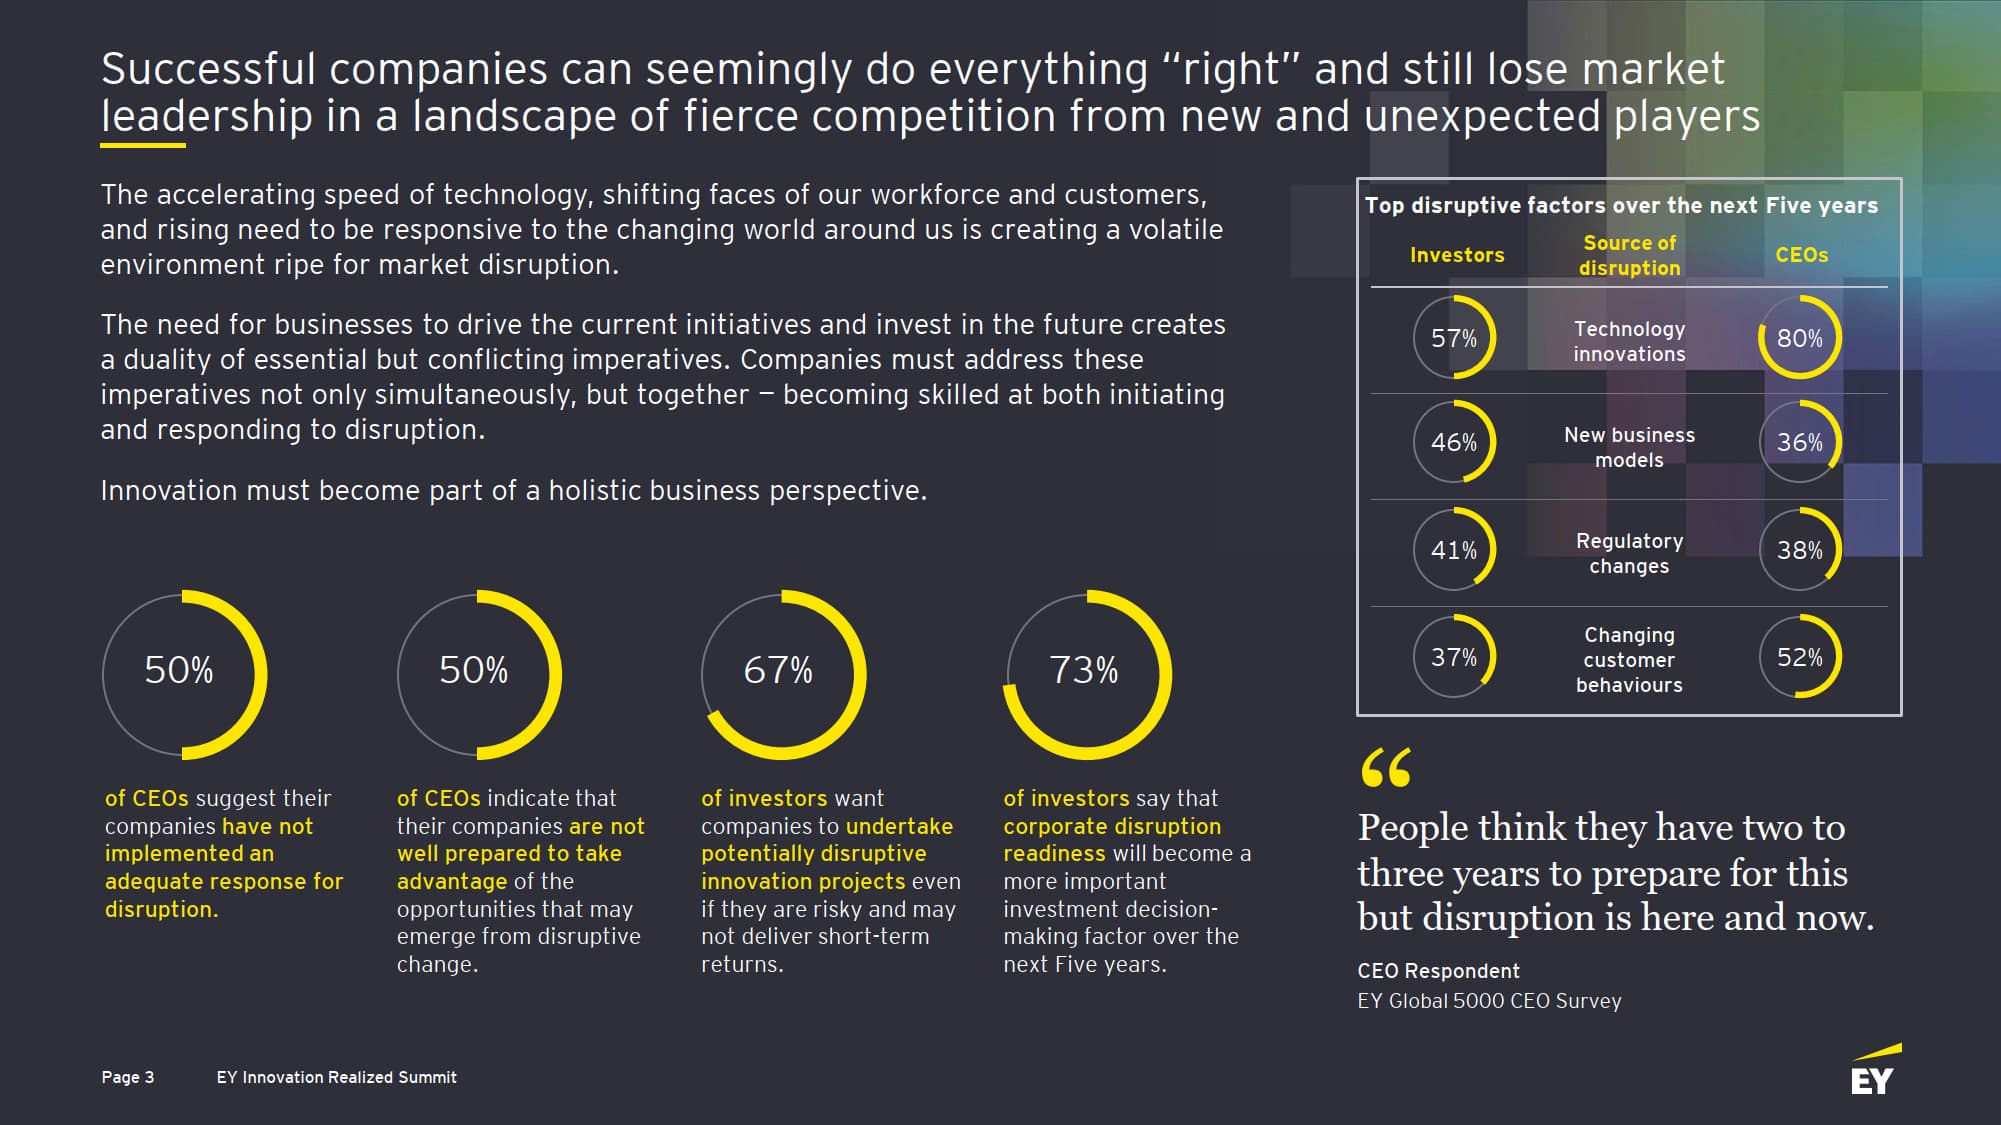 Successful companies can seemingly do everything “right” and still lose market
leadership in a landscape of fierce competition from new and unexpected players
The accelerating speed of technology, shifting faces of our workforce and customers,
and rising need to be responsive to the changing world around us is creating a volatile
environment ripe for market disruption.
The need for businesses to drive the current initiatives and invest in the future creates
a duality of essential but conflicting imperatives. Companies must address these
imperatives not only simultaneously, but together – becoming skilled at both initiating
and responding to disruption.
Innovation must become part of a holistic business perspective.
50%
of CEOs suggest their
companies have not
implemented an
adequate response for
disruption.
50%
of CEOs indicate that
their companies are not
well prepared to take
advantage of the
opportunities that may
emerge from disruptive
change.
67%
of investors want
companies to undertake
potentially disruptive
innovation projects even
if they are risky and may
not deliver short-term
returns.
73%
of investors say that
corporate disruption
readiness will become a
more important
investment decision-
making factor over the
next Five years.
Top disruptive factors over the next Five years
Investors
Source of
disruption
CEOs
57%
Technology
innovations
80%
46%
New business
models
36%
41%
Regulatory
changes
38%
37%
Changing
customer
behaviours
52%
“
People think they have two to
three years to prepare for this
but disruption is here and now.
CEO Respondent
EY Global 5000 CEO Survey
Page 3
EY Innovation Realized Summit
EY